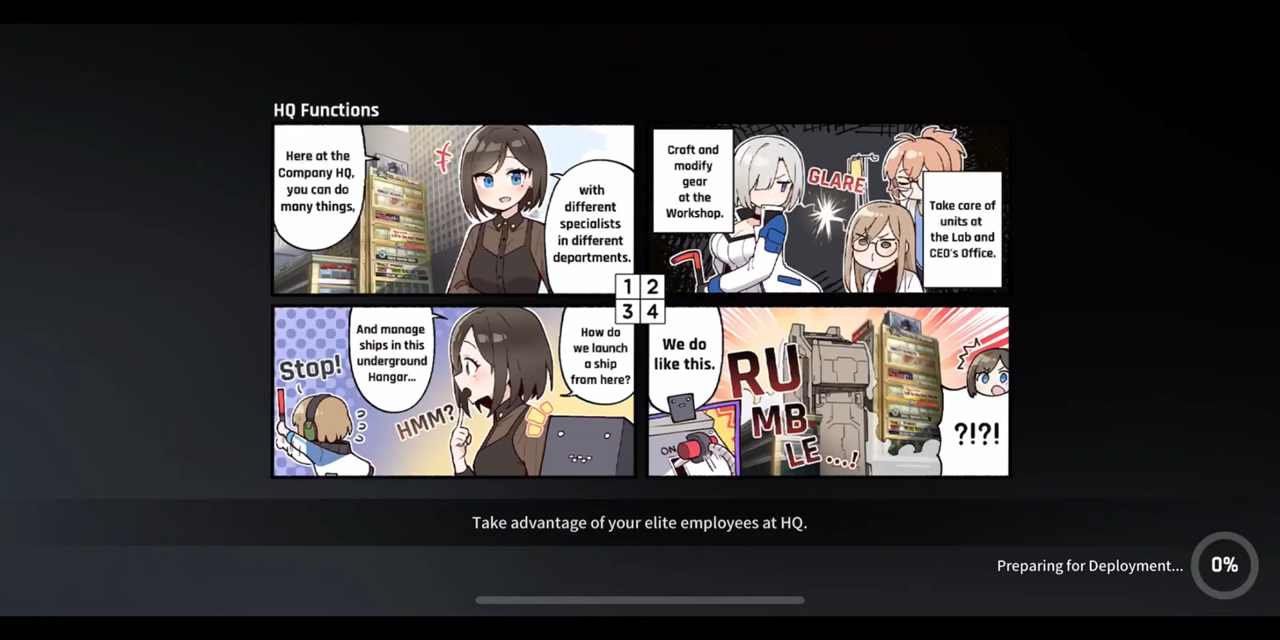 HQ Functions
Here at the
Company HQ,
you can do
many things,
with
different
specialists
in different
departments.
Craft and
modify
gear
at the
Workshop.
GLARE
Take care of
units at
the Lab and
CEO's Office.
1 2
3 4
Stop!
And manage
ships in this
underground
Hangar...
HMM?
How do
we launch
a ship
from here?
We do
like this.
ON
RU
MB
LE...!
?!?!
Take advantage of your elite employees at HQ.
Preparing for Deployment...
0%